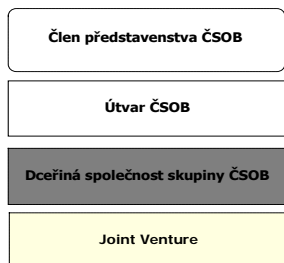 Člen představenstva ČSOB
Útvar ČSOB
Dceřiná společnost skupiny ČSOB
Joint Venture